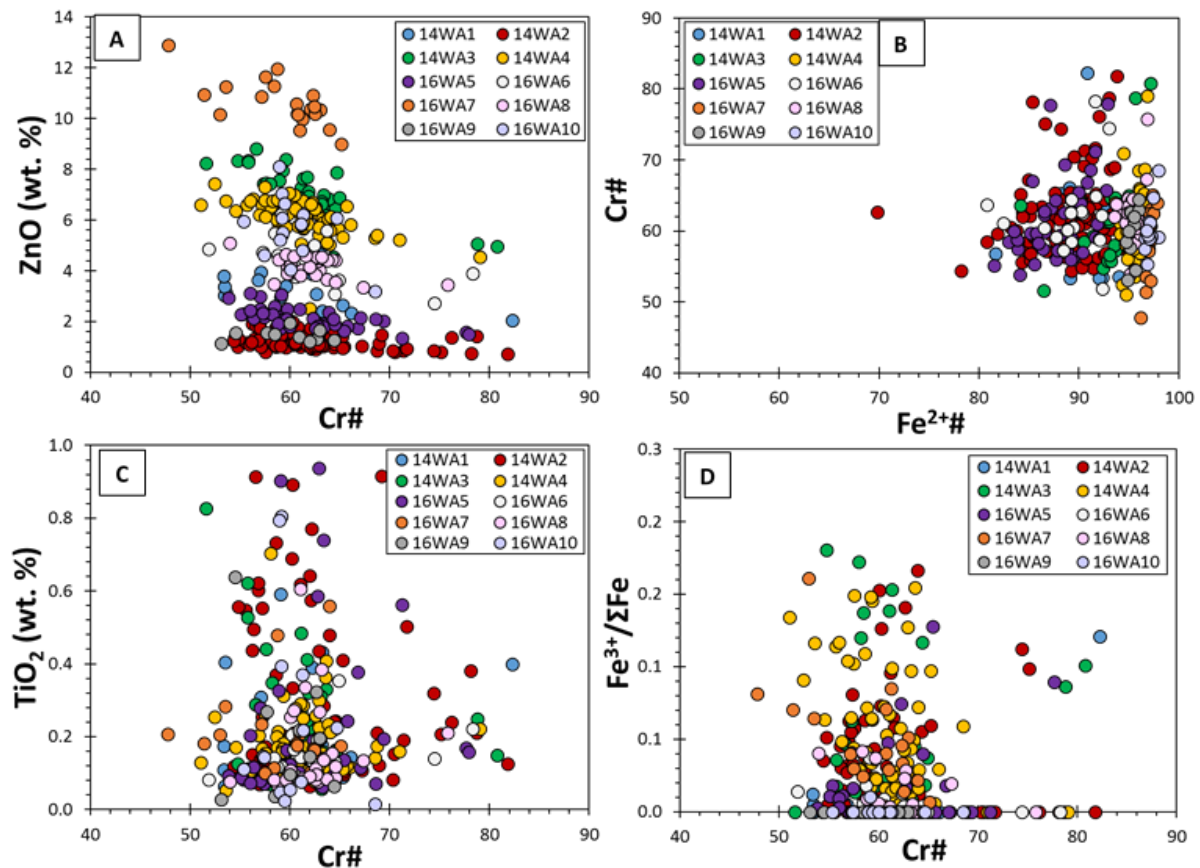 A
14WA1 14WA2
14WA3 14WA4
16WA5 16WA6
16WA7 16WA8
16WA9 16WA10
ZnO (wt. %)
14
12
10
8
6
4
2
0
40 50 60 70 80 90
Cr#
B
14WA1 14WA2
14WA3 14WA4
16WA5 16WA6
16WA7 16WA8
16WA9 16WA10
Cr#
90
80
70
60
50
40
50 60 70 80 90 100
Fe²⁺#
C
14WA1 14WA2
14WA3 14WA4
16WA5 16WA6
16WA7 16WA8
16WA9 16WA10
TiO₂ (wt. %)
1.0
0.8
0.6
0.4
0.2
0.0
40 50 60 70 80 90
Cr#
D
14WA1 14WA2
14WA3 14WA4
16WA5 16WA6
16WA7 16WA8
16WA9 16WA10
Fe³⁺/ΣFe
0.3
0.2
0.2
0.1
0.1
0.0
40 50 60 70 80 90
Cr#